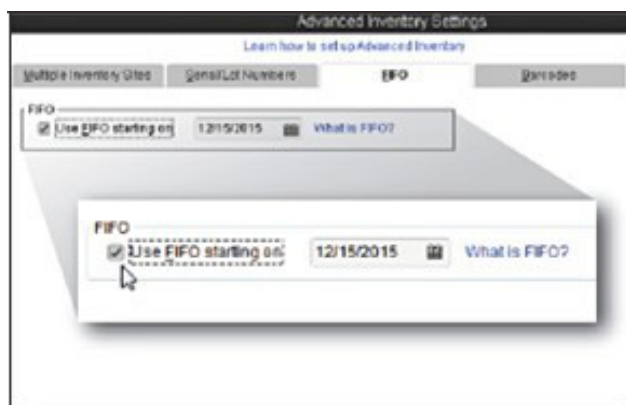 Advanced Inventory Settings
Learn how to set up Advanced Inventory
Multiple Inventory Sites Serial/Lot Numbers FIFO Barcodes
FIFO
Use FIFO starting on 12/15/2015 What is FIFO?
FIFO
Use FIFO starting on 12/15/2015 What is FIFO?